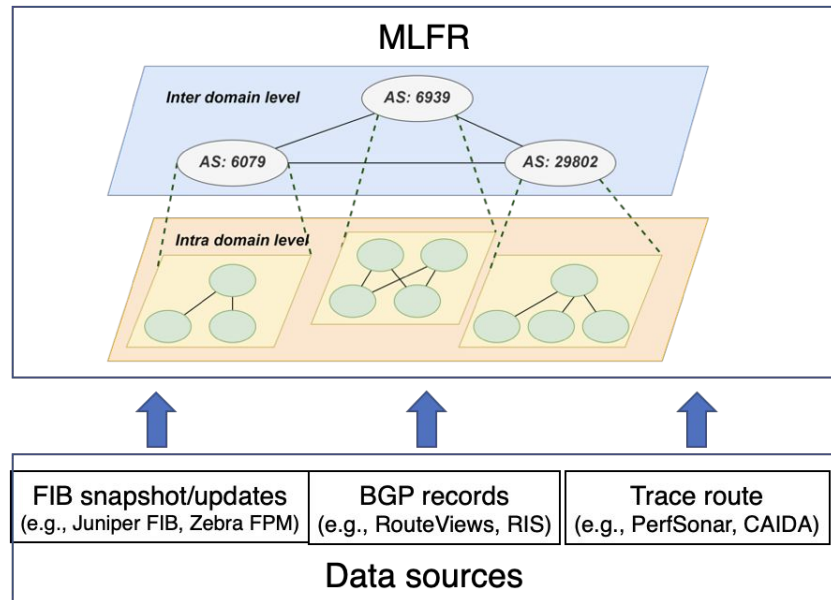 MLFR
Inter domain level
AS: 6939
AS: 6079
AS: 29802
Intra domain level
FIB snapshot/updates
(e.g., Juniper FIB, Zebra FPM)
BGP records
(e.g., RouteViews, RIS)
Trace route
(e.g., PerfSonar, CAIDA)
Data sources